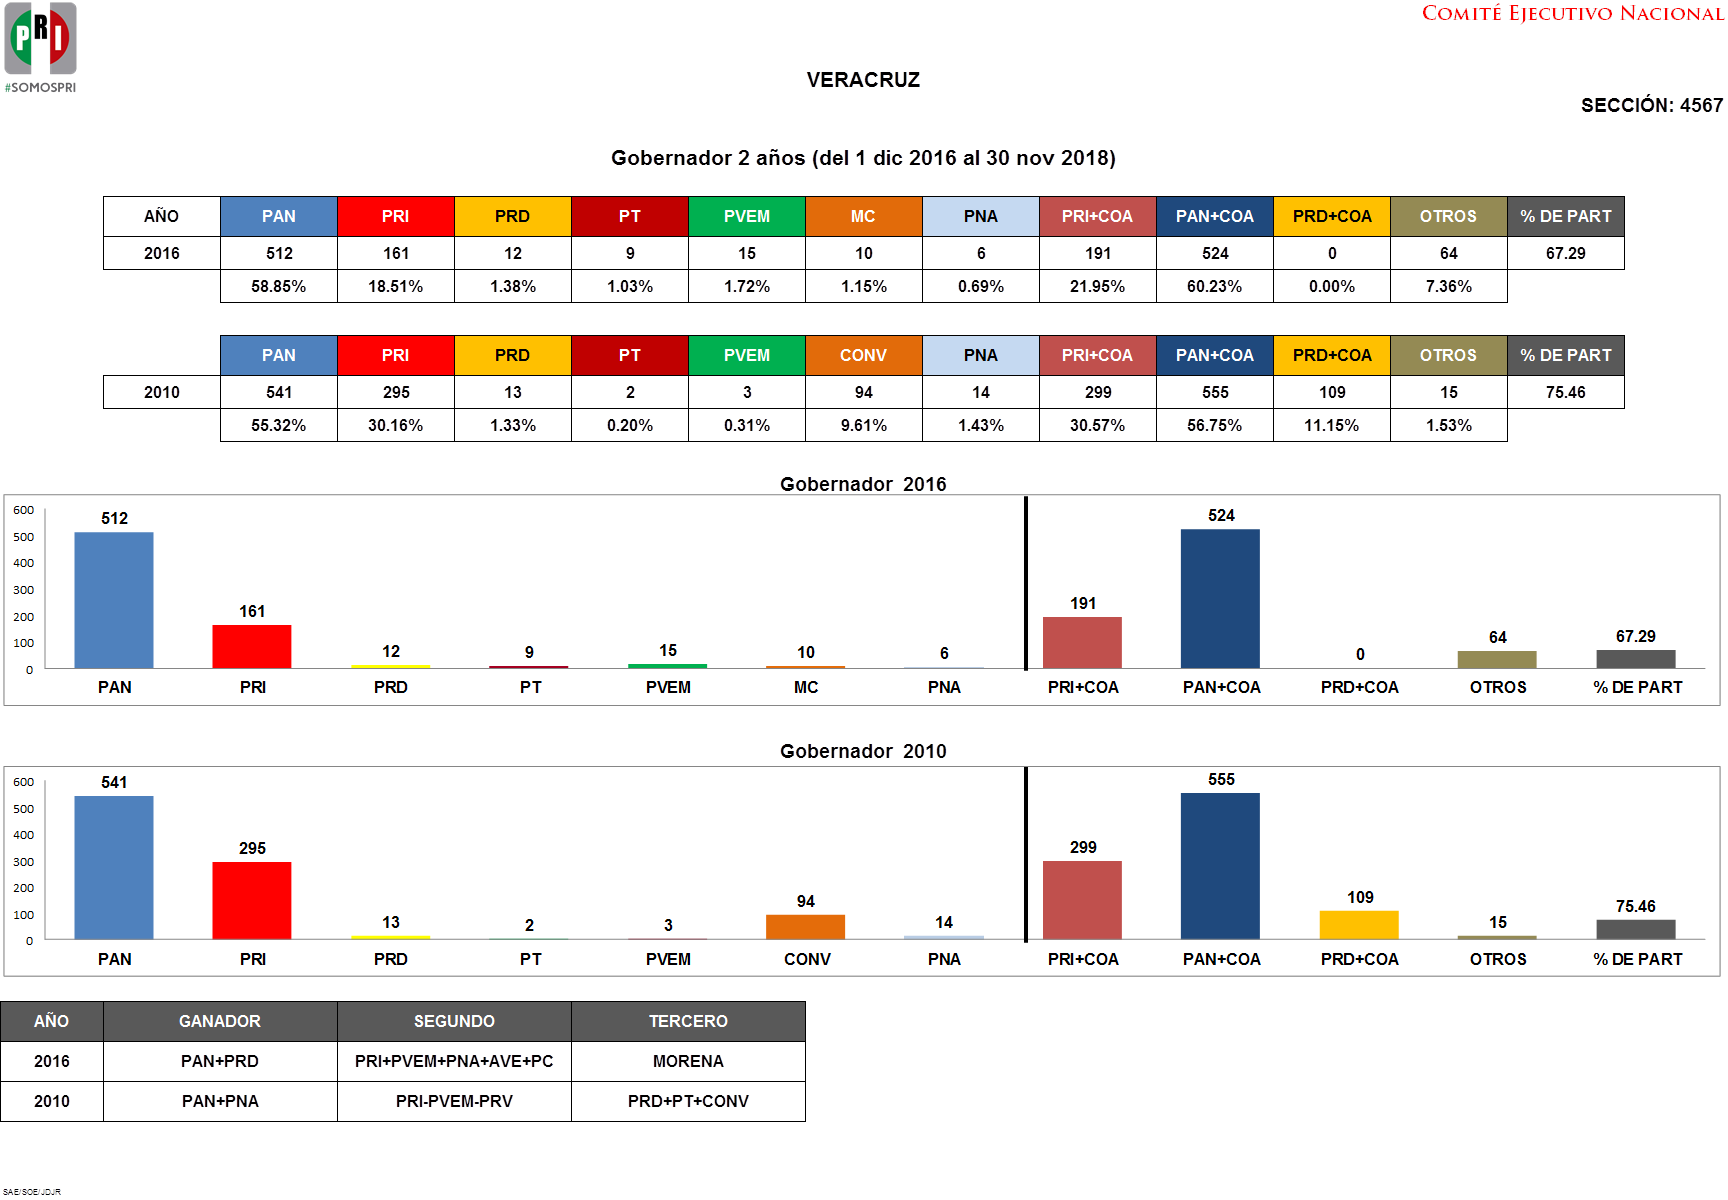 PRI
#SOMOSPRI
COMITÉ EJECUTIVO NACIONAL
VERACRUZ
SECCIÓN: 4567
Gobernador 2 años (del 1 dic 2016 al 30 nov 2018)
AÑO PAN PRI PRD PT PVEM MC PNA PRI+COA PAN+COA PRD+COA OTROS % DE PART
2016 512 161 12 9 15 10 6 191 524 0 64 67.29
58.85% 18.51% 1.38% 1.03% 1.72% 1.15% 0.69% 21.95% 60.23% 0.00% 7.36%
PAN PRI PRD PT PVEM CONV PNA PRI+COA PAN+COA PRD+COA OTROS % DE PART
2010 541 295 13 2 3 94 14 299 555 109 15 75.46
55.32% 30.16% 1.33% 0.20% 0.31% 9.61% 1.43% 30.57% 56.75% 11.15% 1.53%
Gobernador 2016
600
500
400
300
200
100
0
512 161 12 9 15 10 6 191 524 0 64 67.29
PAN PRI PRD PT PVEM MC PNA PRI+COA PAN+COA PRD+COA OTROS % DE PART
Gobernador 2010
600
500
400
300
200
100
0
541 295 13 2 3 94 14 299 555 109 15 75.46
PAN PRI PRD PT PVEM CONV PNA PRI+COA PAN+COA PRD+COA OTROS % DE PART
AÑO GANADOR SEGUNDO TERCERO
2016 PAN+PRD PRI+PVEM+PNA+AVE+PC MORENA
2010 PAN+PNA PRI-PVEM-PRV PRD+PT+CONV
SAE/SOE/JDJR